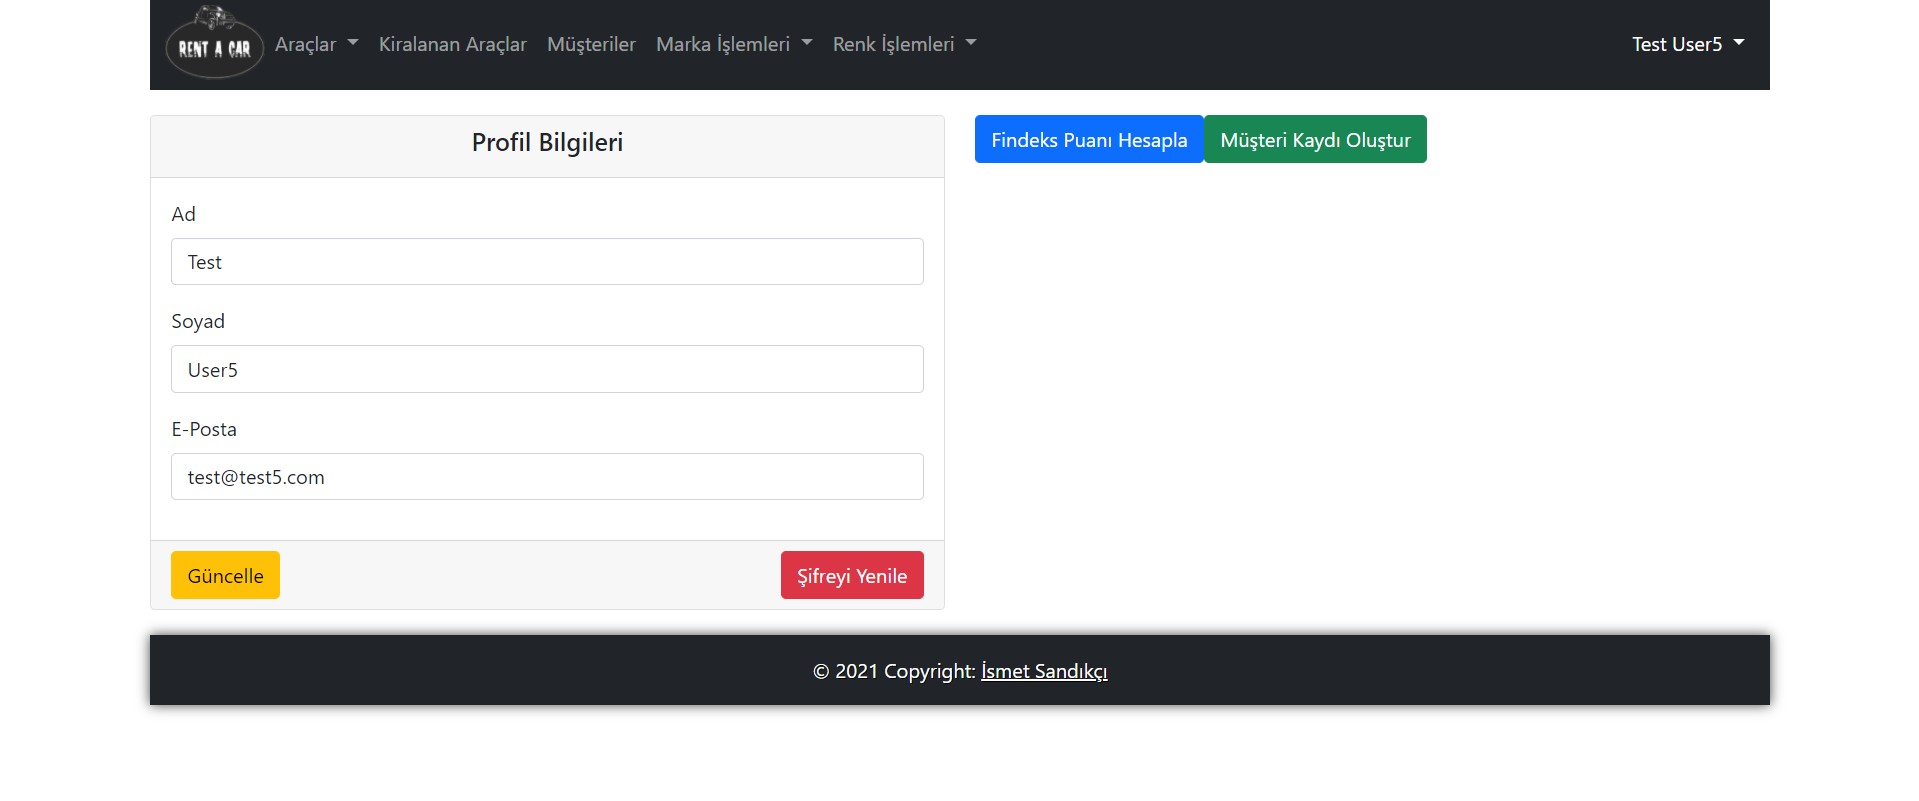 RENT A CAR Araçlar Kiralanan Araçlar Müşteriler Marka İşlemleri Renk İşlemleri Test User5
Profil Bilgileri
Findeks Puanı Hesapla Müşteri Kaydı Oluştur
Ad
Test
Soyad
User5
E-Posta
test@test5.com
Güncelle Şifreyi Yenile
© 2021 Copyright: İsmet Sandıkçı